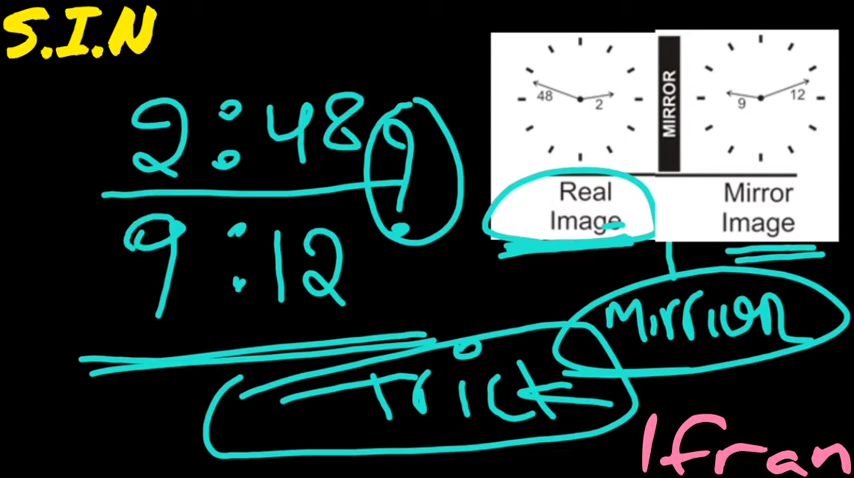 S.I.N
2:48 ?
9:12
48 2
MIRROR
9 12
Real
Image
Mirror
Image
Mirrion
Trick
Ifran